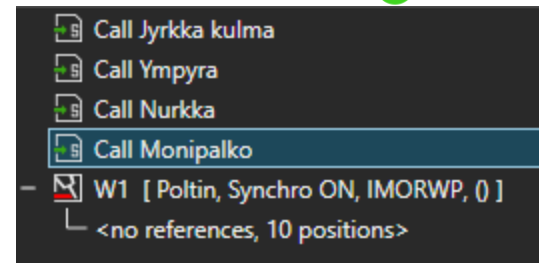 Call Jyrkka kulma
Call Ympyra
Call Nurkka
Call Monipalko
W1 [ Poltin, Synchro ON, IMORWP, () ]
<no references, 10 positions>